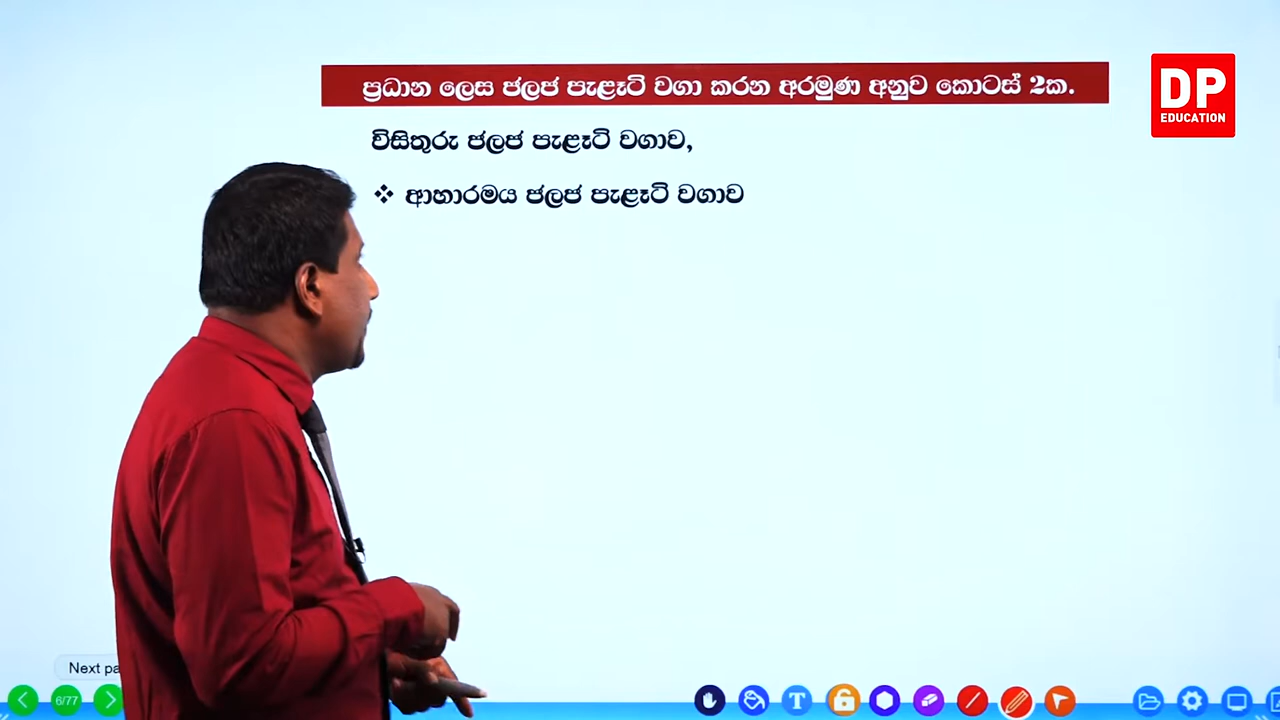 ප්‍රධාන ලෙස ජලජ පැළෑටි වගා කරන අරමුණ අනුව කොටස් 2ක.
DP
EDUCATION
විසිතුරු ජලජ පැළෑටි වගාව,
❖ ආහාරමය ජලජ පැළෑටි වගාව
Next pa
6/77
T